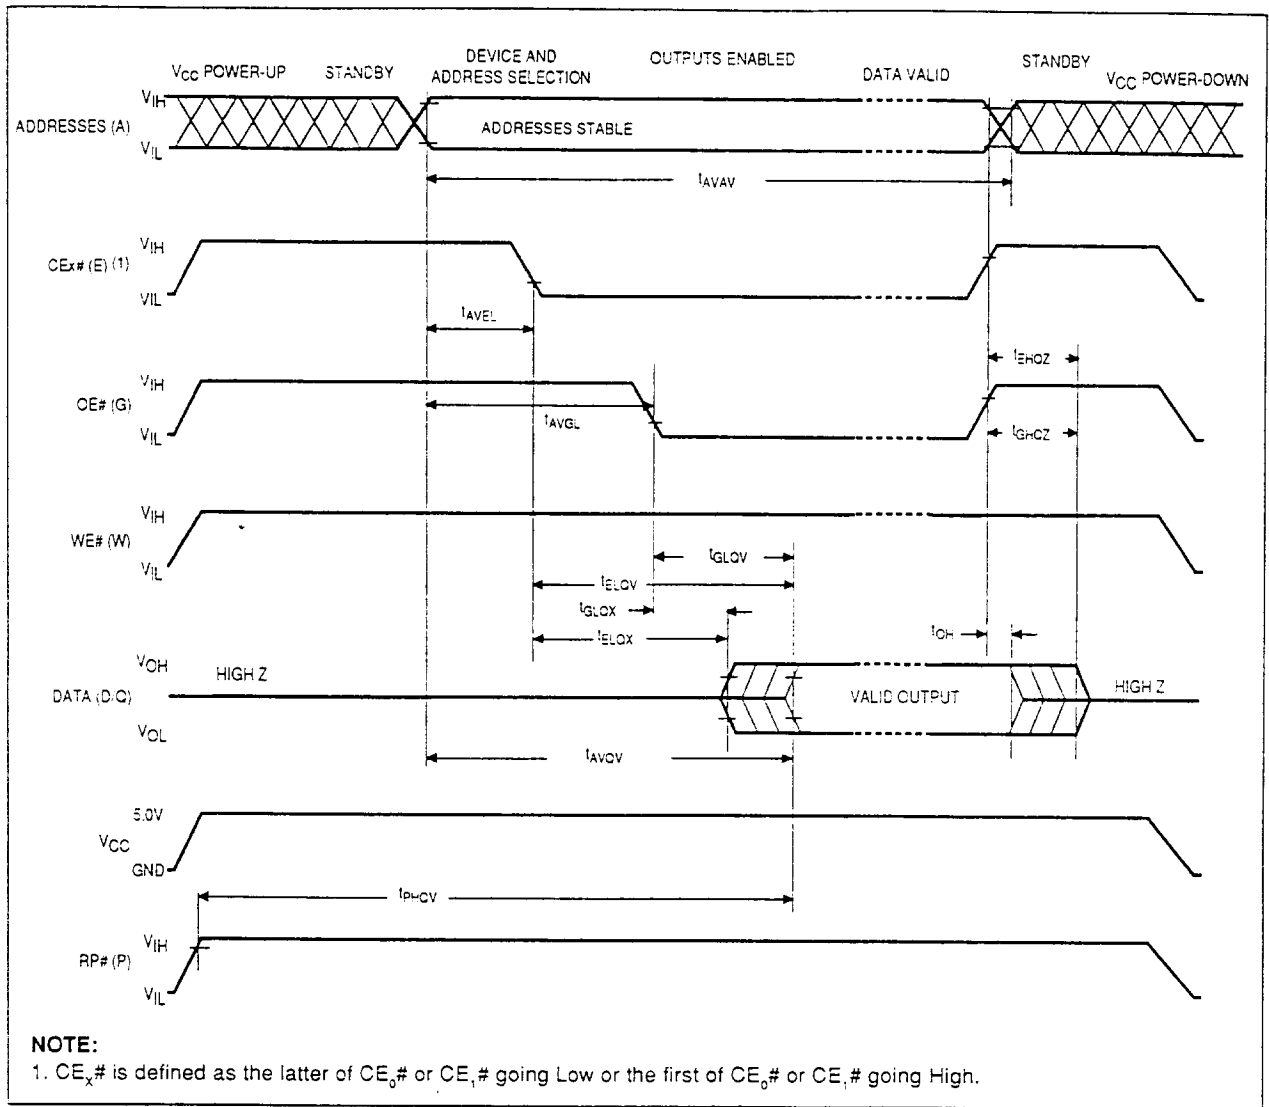 VCC POWER-UP STANDBY DEVICE AND ADDRESS SELECTION OUTPUTS ENABLED DATA VALID STANDBY VCC POWER-DOWN
VIH
ADDRESSES (A)
ADDRESSES STABLE
VIL
tAVAV
VIH
CEx# (E) (1)
VIL
tAVEL
tEHQZ
VIH
OE# (G)
tAVGL
VIL
tGHQZ
VIH
WE# (W)
VIL
tGLQV
tELQV
tGLQX
tELQX
tOH
VOH
HIGH Z
DATA (D/Q)
VALID OUTPUT
HIGH Z
VOL
tAVQV
5.0V
VCC
GND
tPHQV
VIH
RP# (P)
VIL
NOTE:
1. CEx# is defined as the latter of CE0# or CE1# going Low or the first of CE0# or CE1# going High.